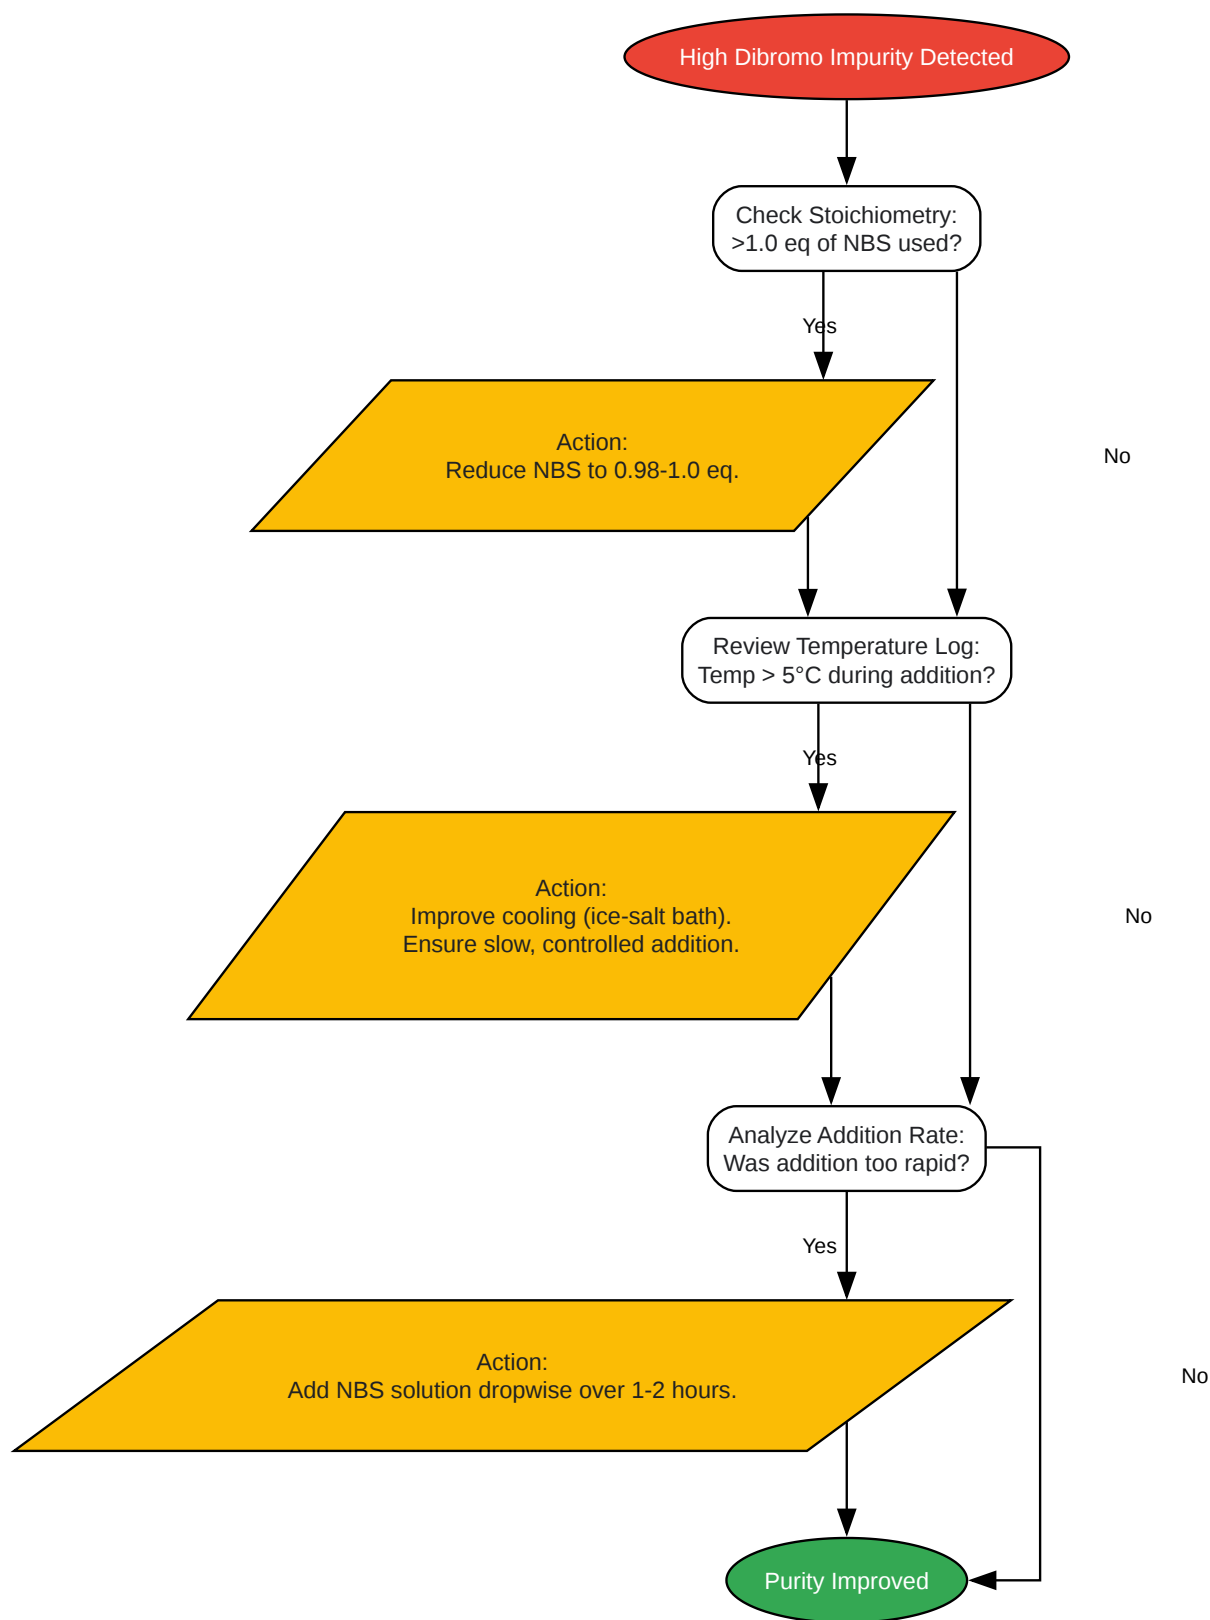 High Dibromo Impurity Detected
Check Stoichiometry:
>1.0 eq of NBS used?
Yes
Action:
Reduce NBS to 0.98-1.0 eq.
No
Review Temperature Log:
Temp > 5°C during addition?
Yes
Action:
Improve cooling (ice-salt bath).
Ensure slow, controlled addition.
No
Analyze Addition Rate:
Was addition too rapid?
Yes
Action:
Add NBS solution dropwise over 1-2 hours.
No
Purity Improved